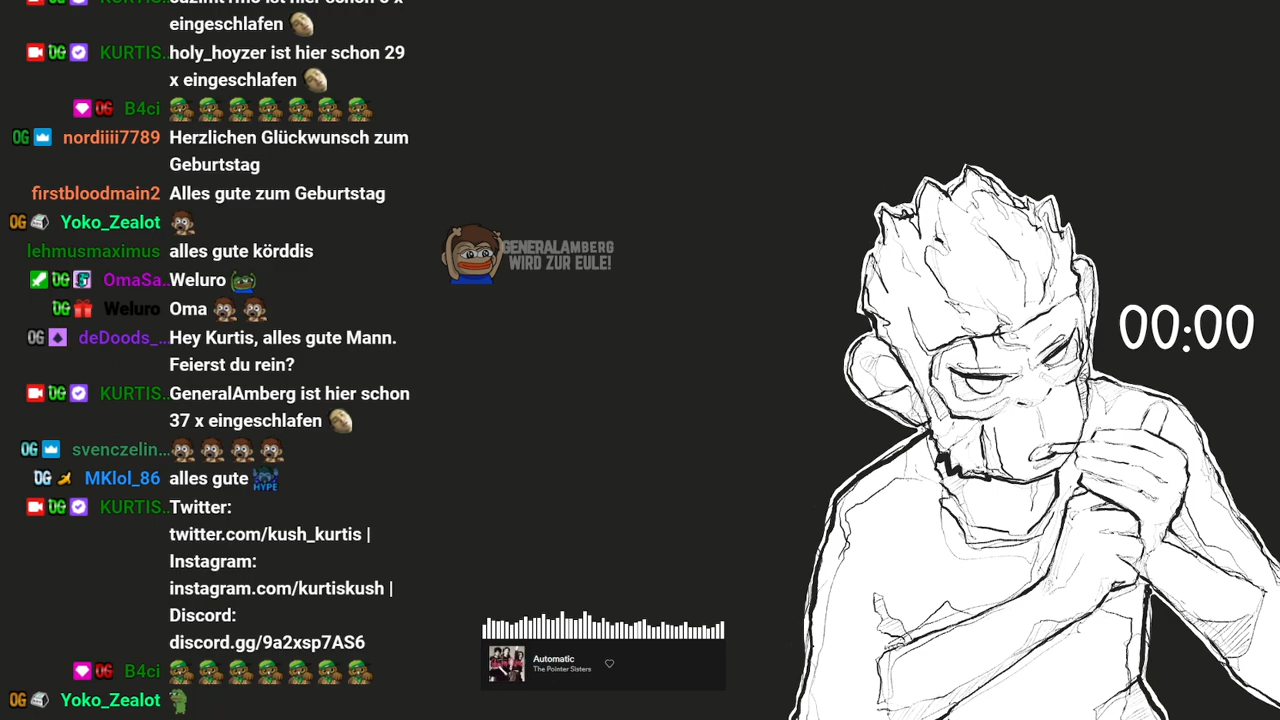 eingeschlafen
KURTIS.. holy_hoyzer ist hier schon 29
x eingeschlafen
B4ci
nordiiii7789 Herzlichen Glückwunsch zum
Geburtstag
firstbloodmain2 Alles gute zum Geburtstag
Yoko_Zealot
lehmusmaximus alles gute körddis
OmaSa.. Weluro
Weluro Oma
deDoods_... Hey Kurtis, alles gute Mann.
Feierst du rein?
KURTIS.. GeneralAmberg ist hier schon
37 x eingeschlafen
svenczelin...
MKlol_86 alles gute HYPE
KURTIS.. Twitter:
twitter.com/kush_kurtis |
Instagram:
instagram.com/kurtiskush |
Discord:
discord.gg/9a2xsp7AS6
B4ci
Yoko_Zealot
GENERALAMBERG
WIRD ZUR EULE!
00:00
Automatic
The Pointer Sisters